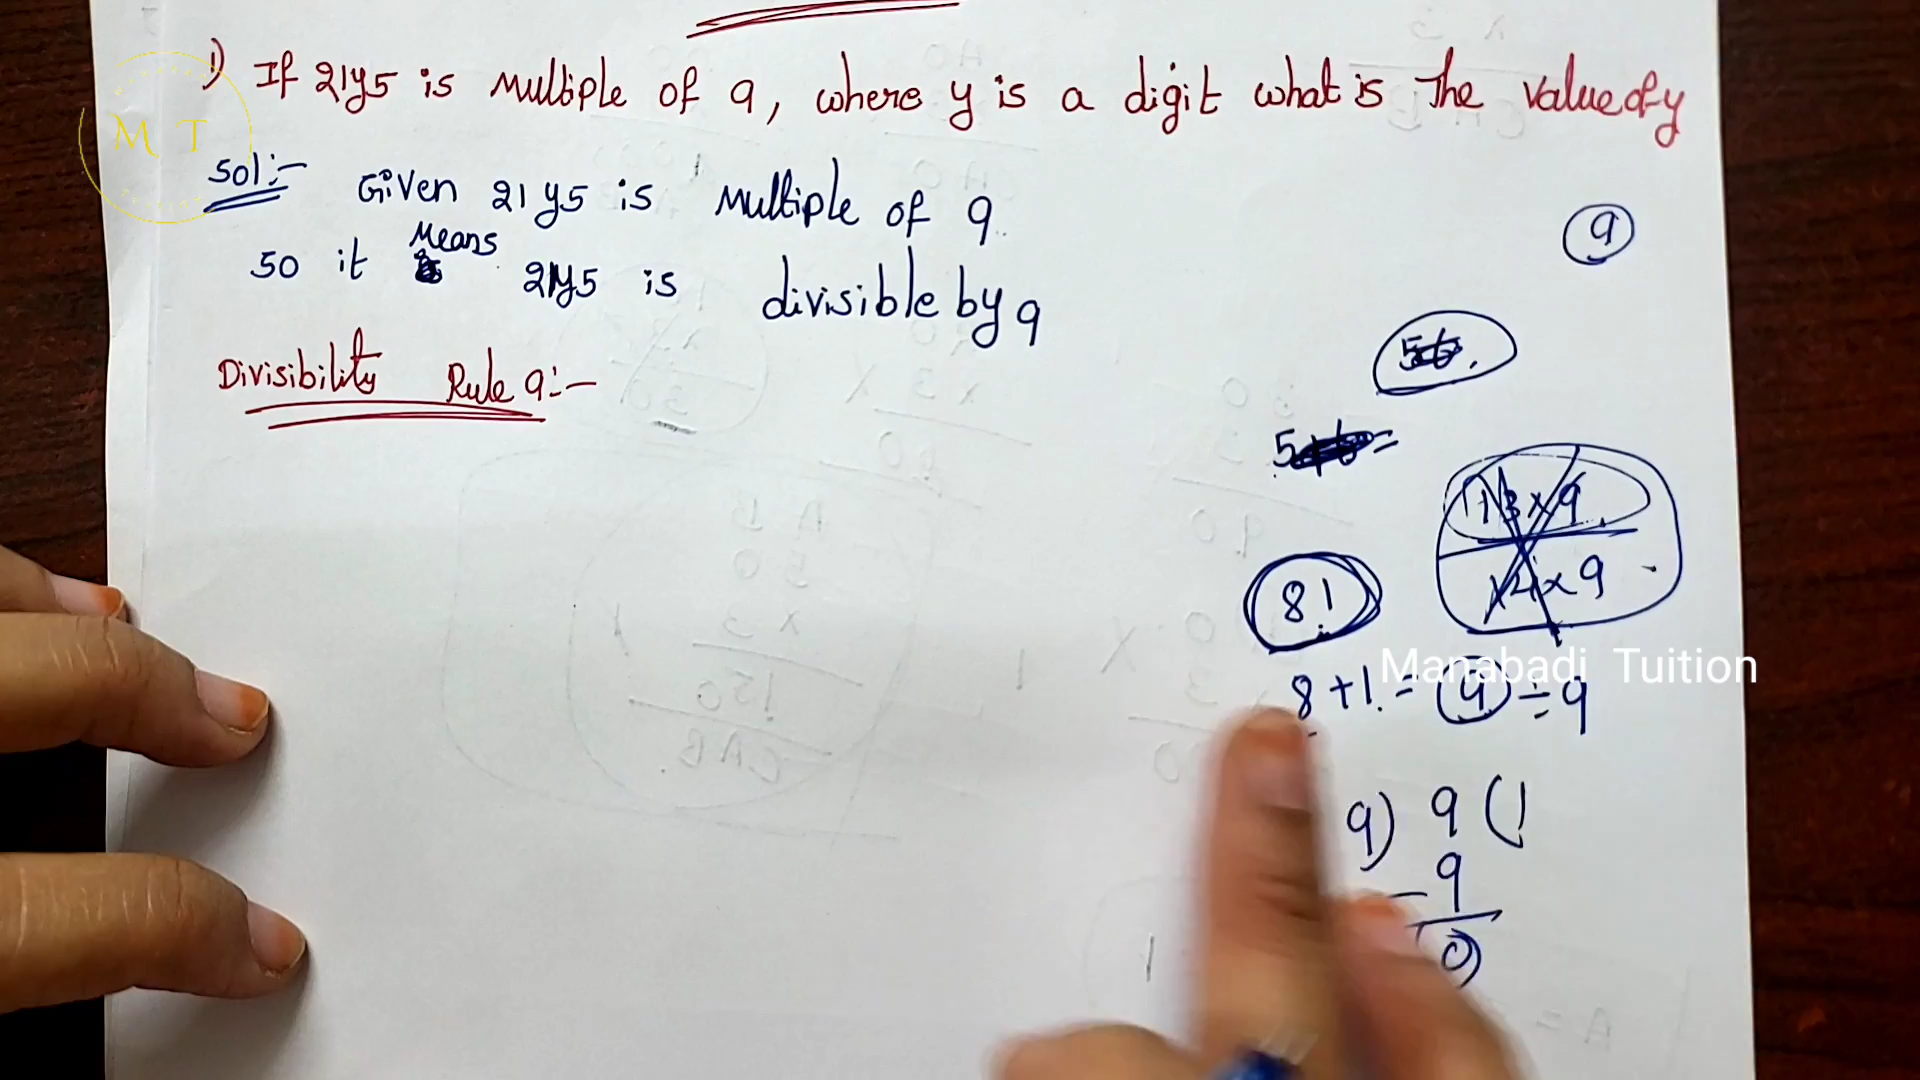 1) If 21y5 is multiple of 9, where y is a digit what is the value of y
M T
Sol:- Given 21y5 is multiple of 9.
So it Means 21y5 is divisible by 9
Divisibility Rule 9:-
9
8 1
8+1=9÷9
Manabadi Tuition
9) 9 (1
-9
0